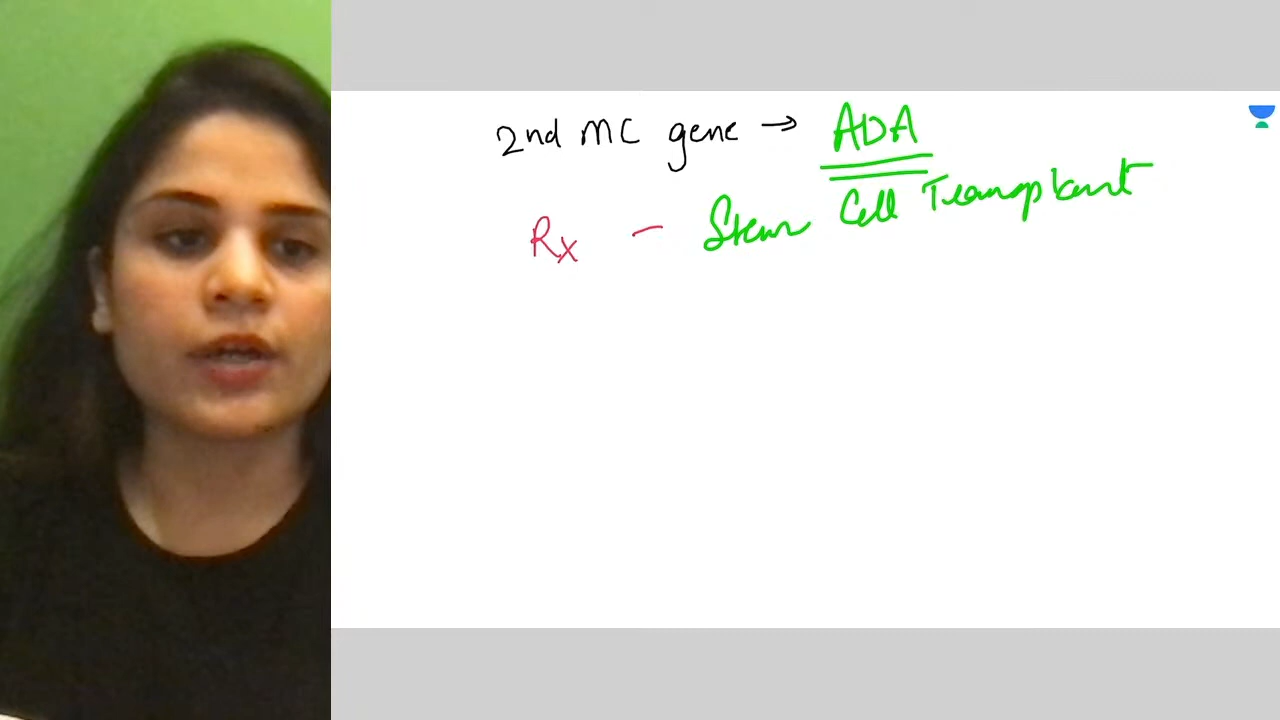 2nd MC gene → ADA
Rx - Stem Cell Transplant